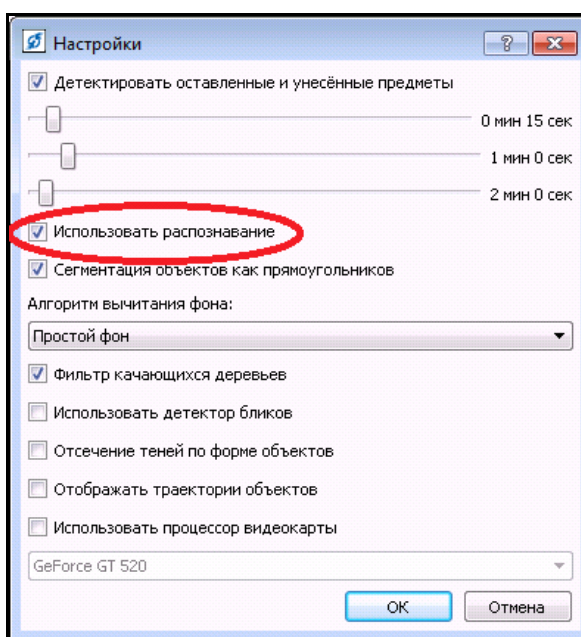 Настройки
Детектировать оставленные и унесённые предметы
0 мин 15 сек
1 мин 0 сек
2 мин 0 сек
Использовать распознавание
Сегментация объектов как прямоугольников
Алгоритм вычитания фона:
Простой фон
Фильтр качающихся деревьев
Использовать детектор бликов
Отсечение теней по форме объектов
Отображать траектории объектов
Использовать процессор видеокарты
GeForce GT 520
ОК Отмена